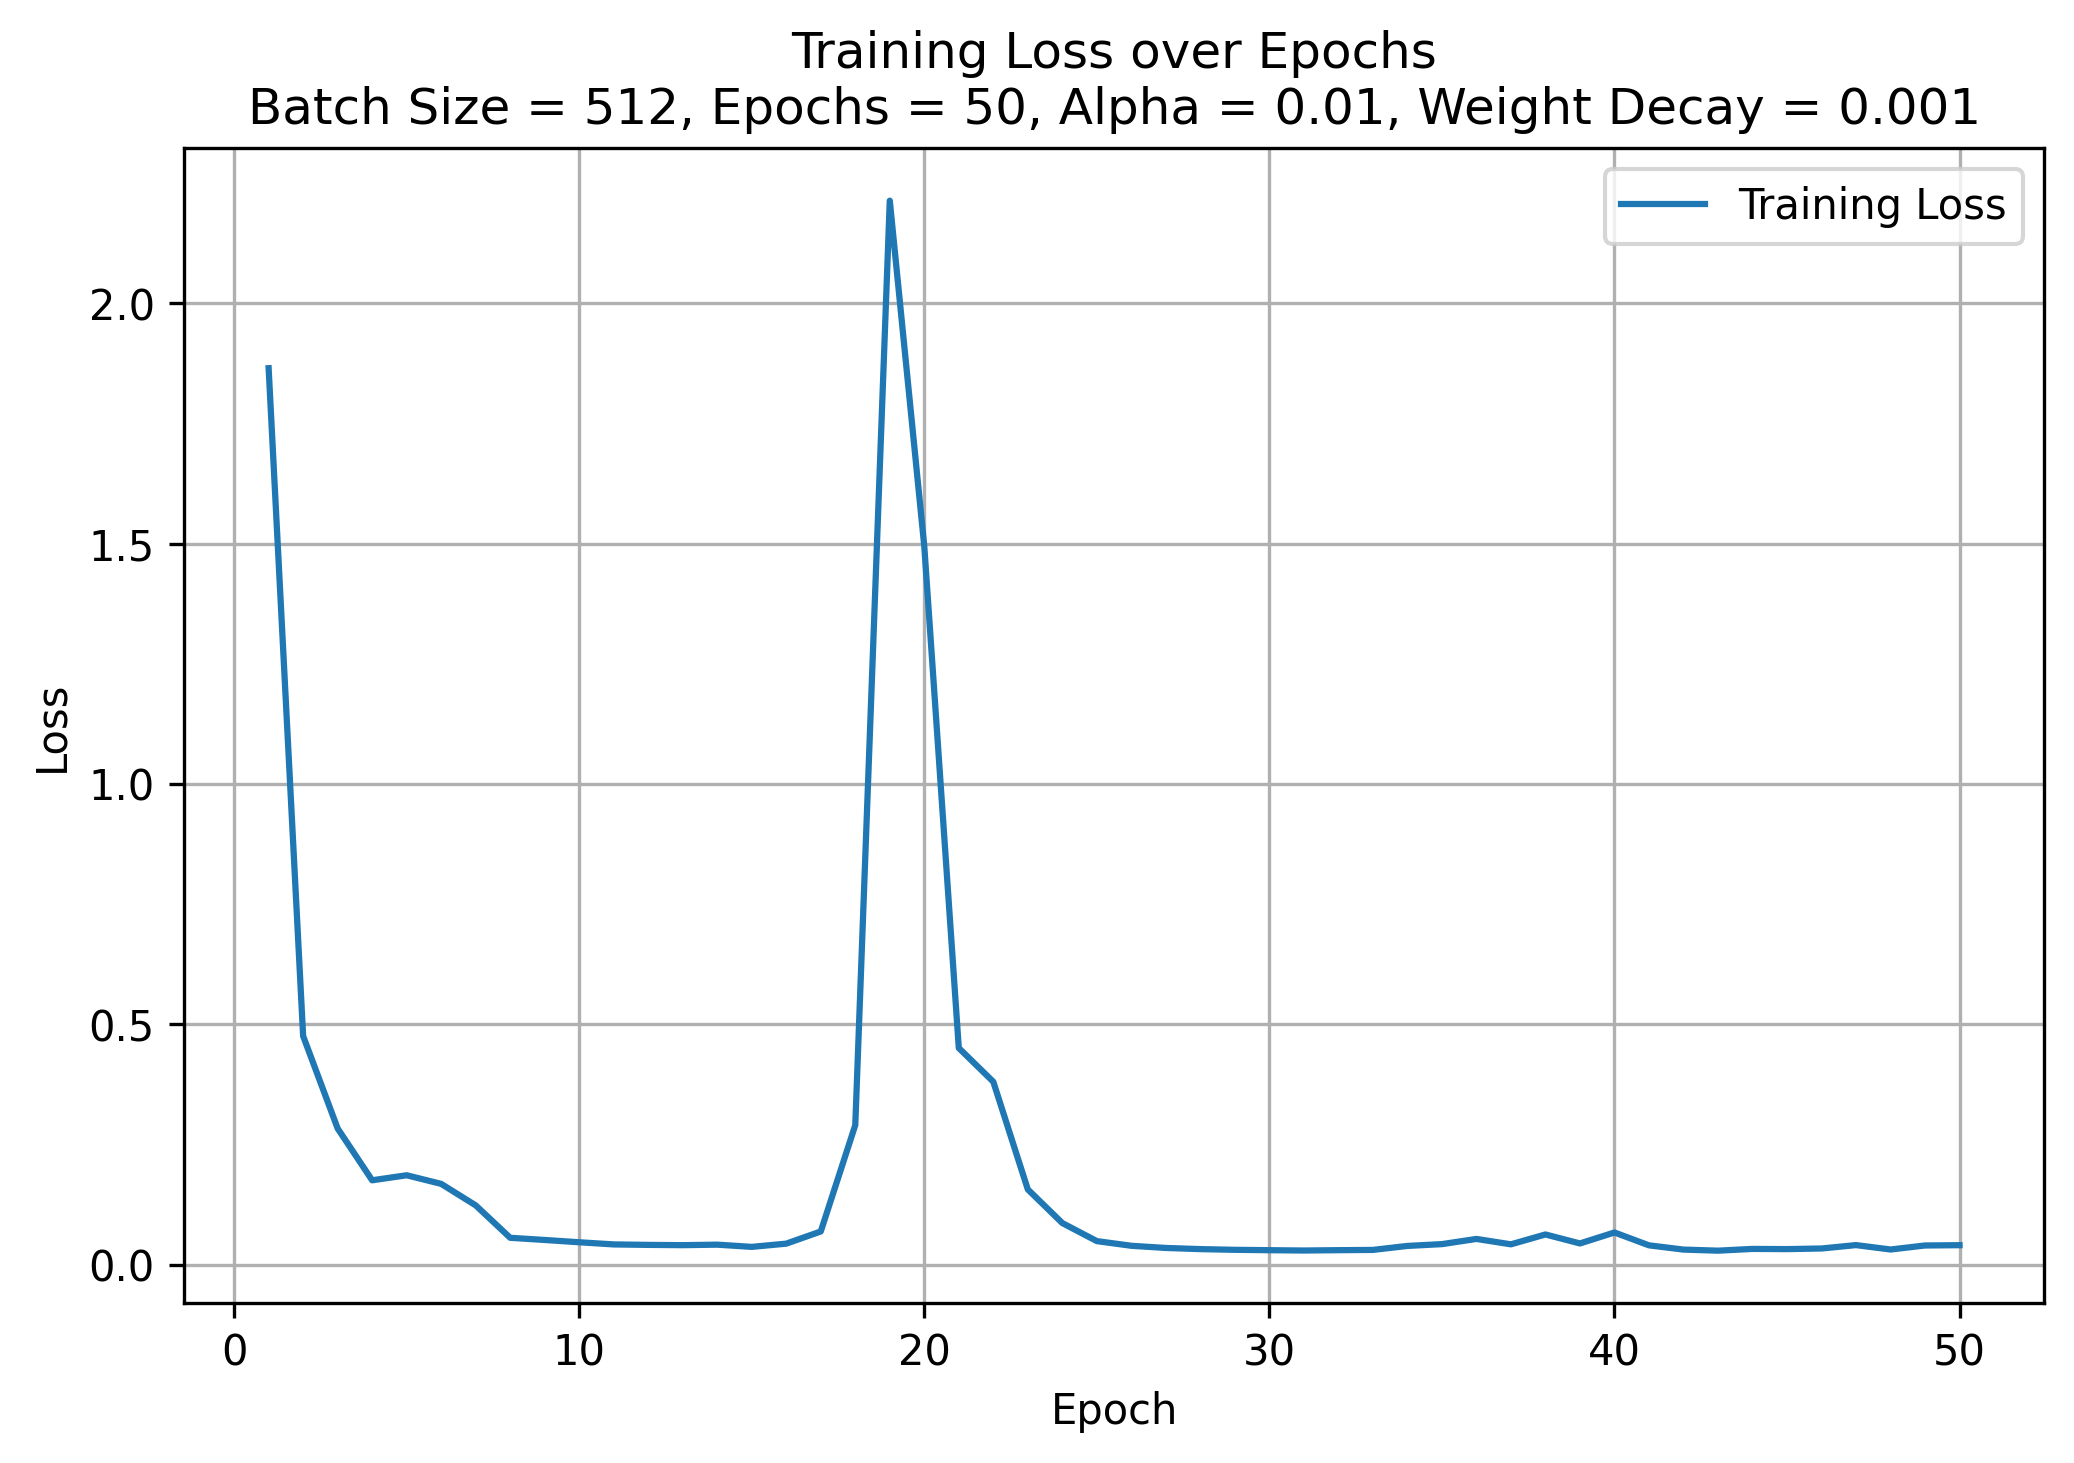 Training Loss over Epochs
Batch Size = 512, Epochs = 50, Alpha = 0.01, Weight Decay = 0.001
Training Loss
2.0
1.5
1.0
0.5
0.0
Loss
0 10 20 30 40 50
Epoch